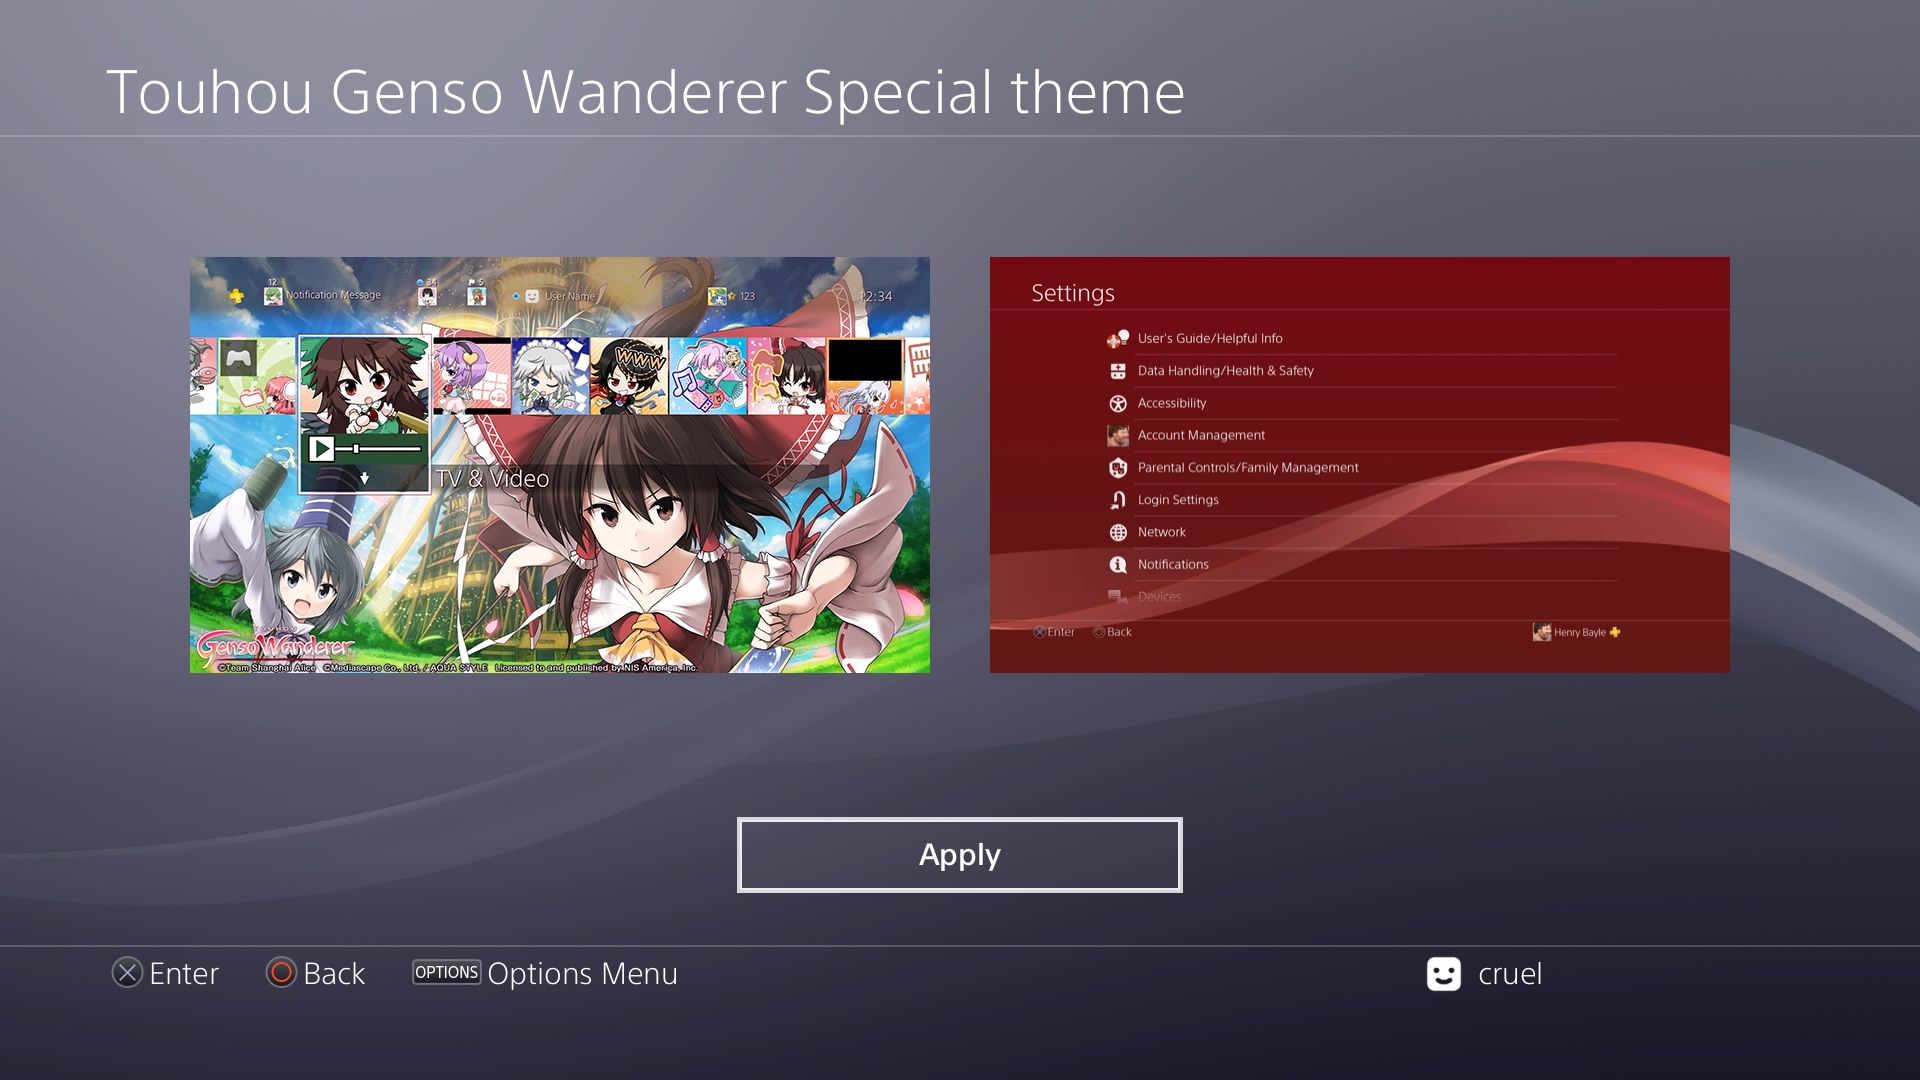 Touhou Genso Wanderer Special theme
12
Notification Message
34
5
User Name
123
12:34
TV & Video
TOUHOU
Genso Wanderer
©Team Shanghai Alice ©Mediascape Co., Ltd. / AQUA STYLE Licensed to and published by NIS America, Inc.
Settings
User's Guide/Helpful Info
Data Handling/Health & Safety
Accessibility
Account Management
Parental Controls/Family Management
Login Settings
Network
Notifications
Devices
Enter Back
Henry Bayle
Apply
Enter Back OPTIONS Options Menu
cruel